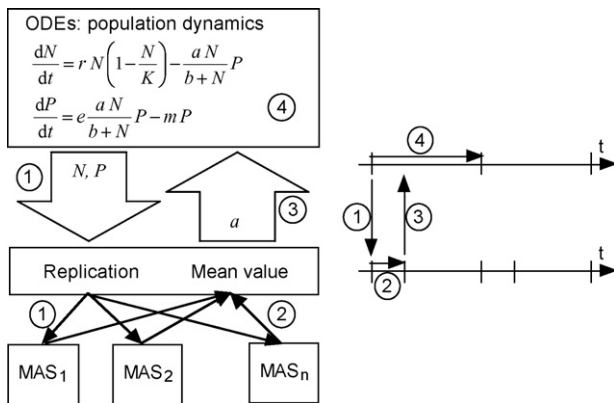 ODEs: population dynamics
dN/dt = r N (1 − N/K) − aN/(b+N) P
dP/dt = e aN/(b+N) P − m P
4
1
N, P
3
a
Replication Mean value
1
2
MAS1 MAS2 MASn
t
4
1
3
t
2